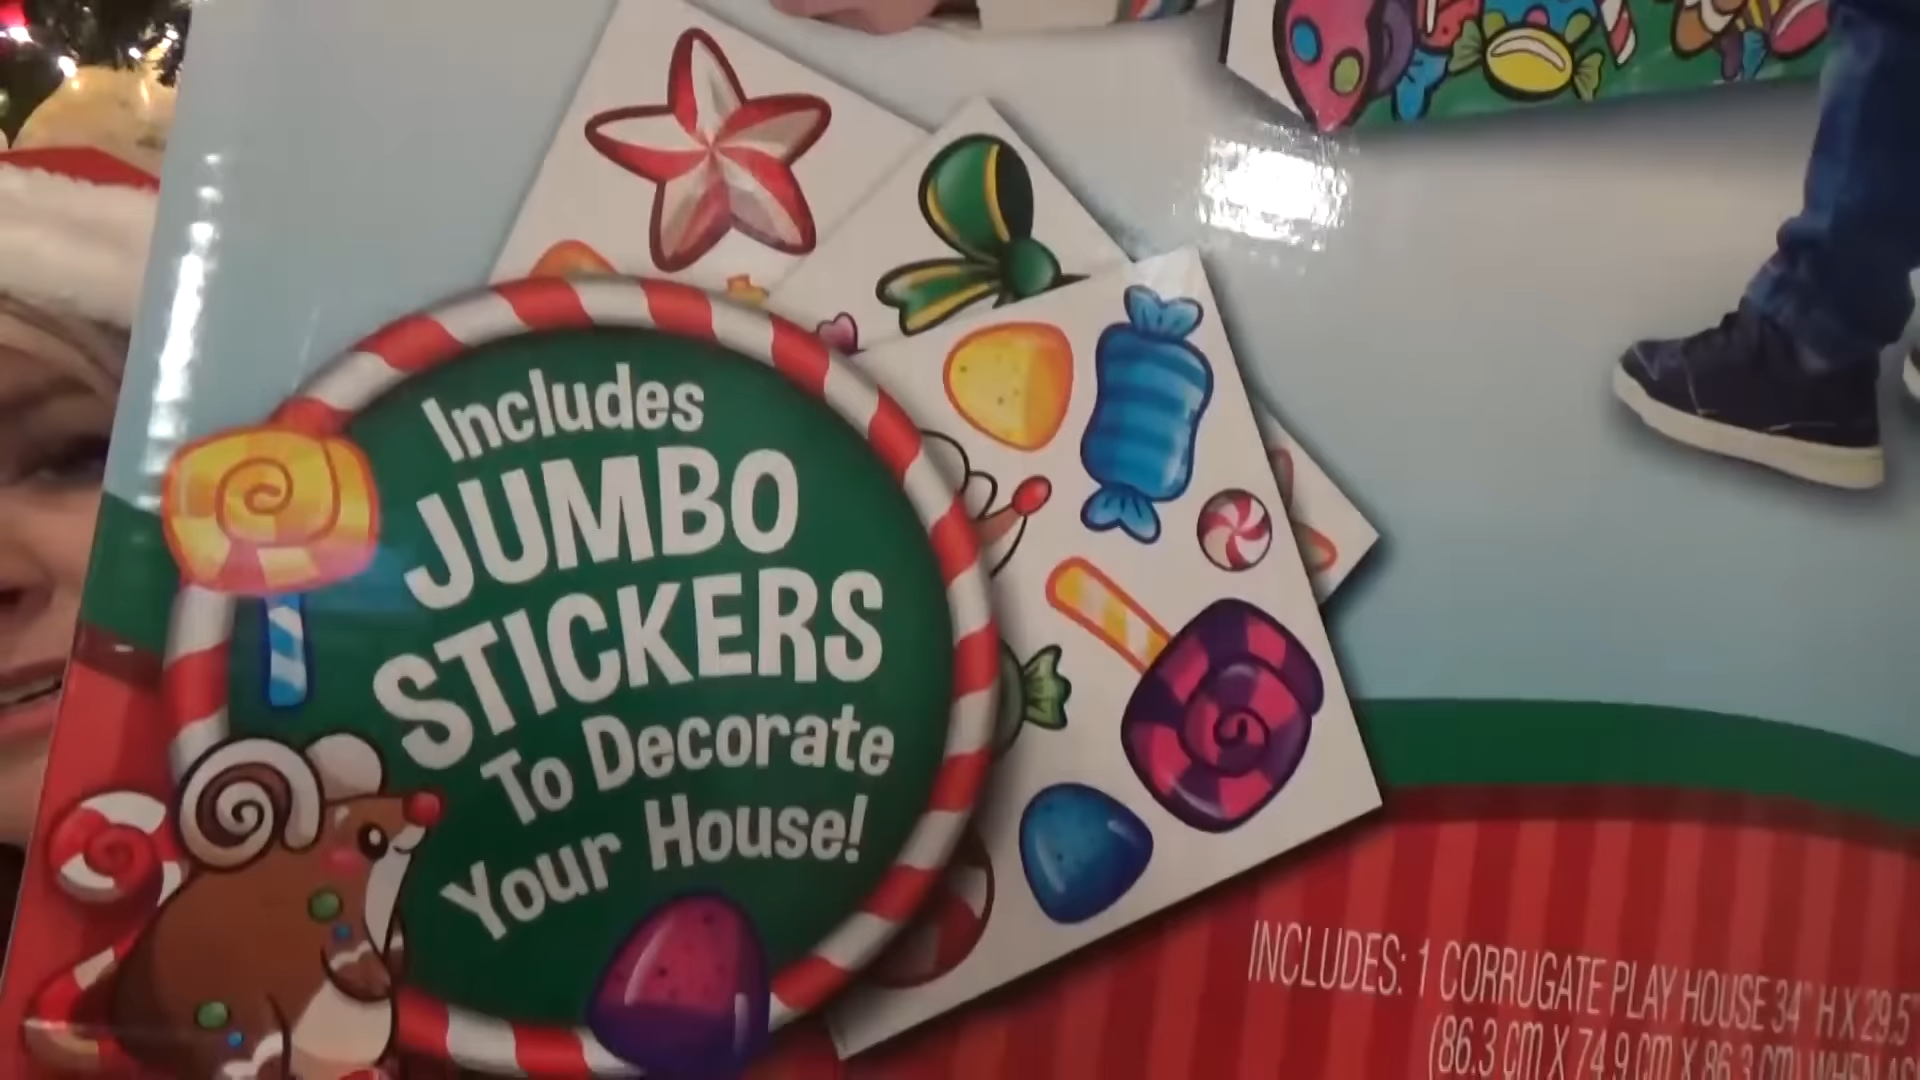 Includes
JUMBO
STICKERS
To Decorate
Your House!
INCLUDES: 1 CORRUGATE PLAY HOUSE 34" H X 29.5"
(86.3 cm X 74.9 cm X 86.3 cm) WHEN